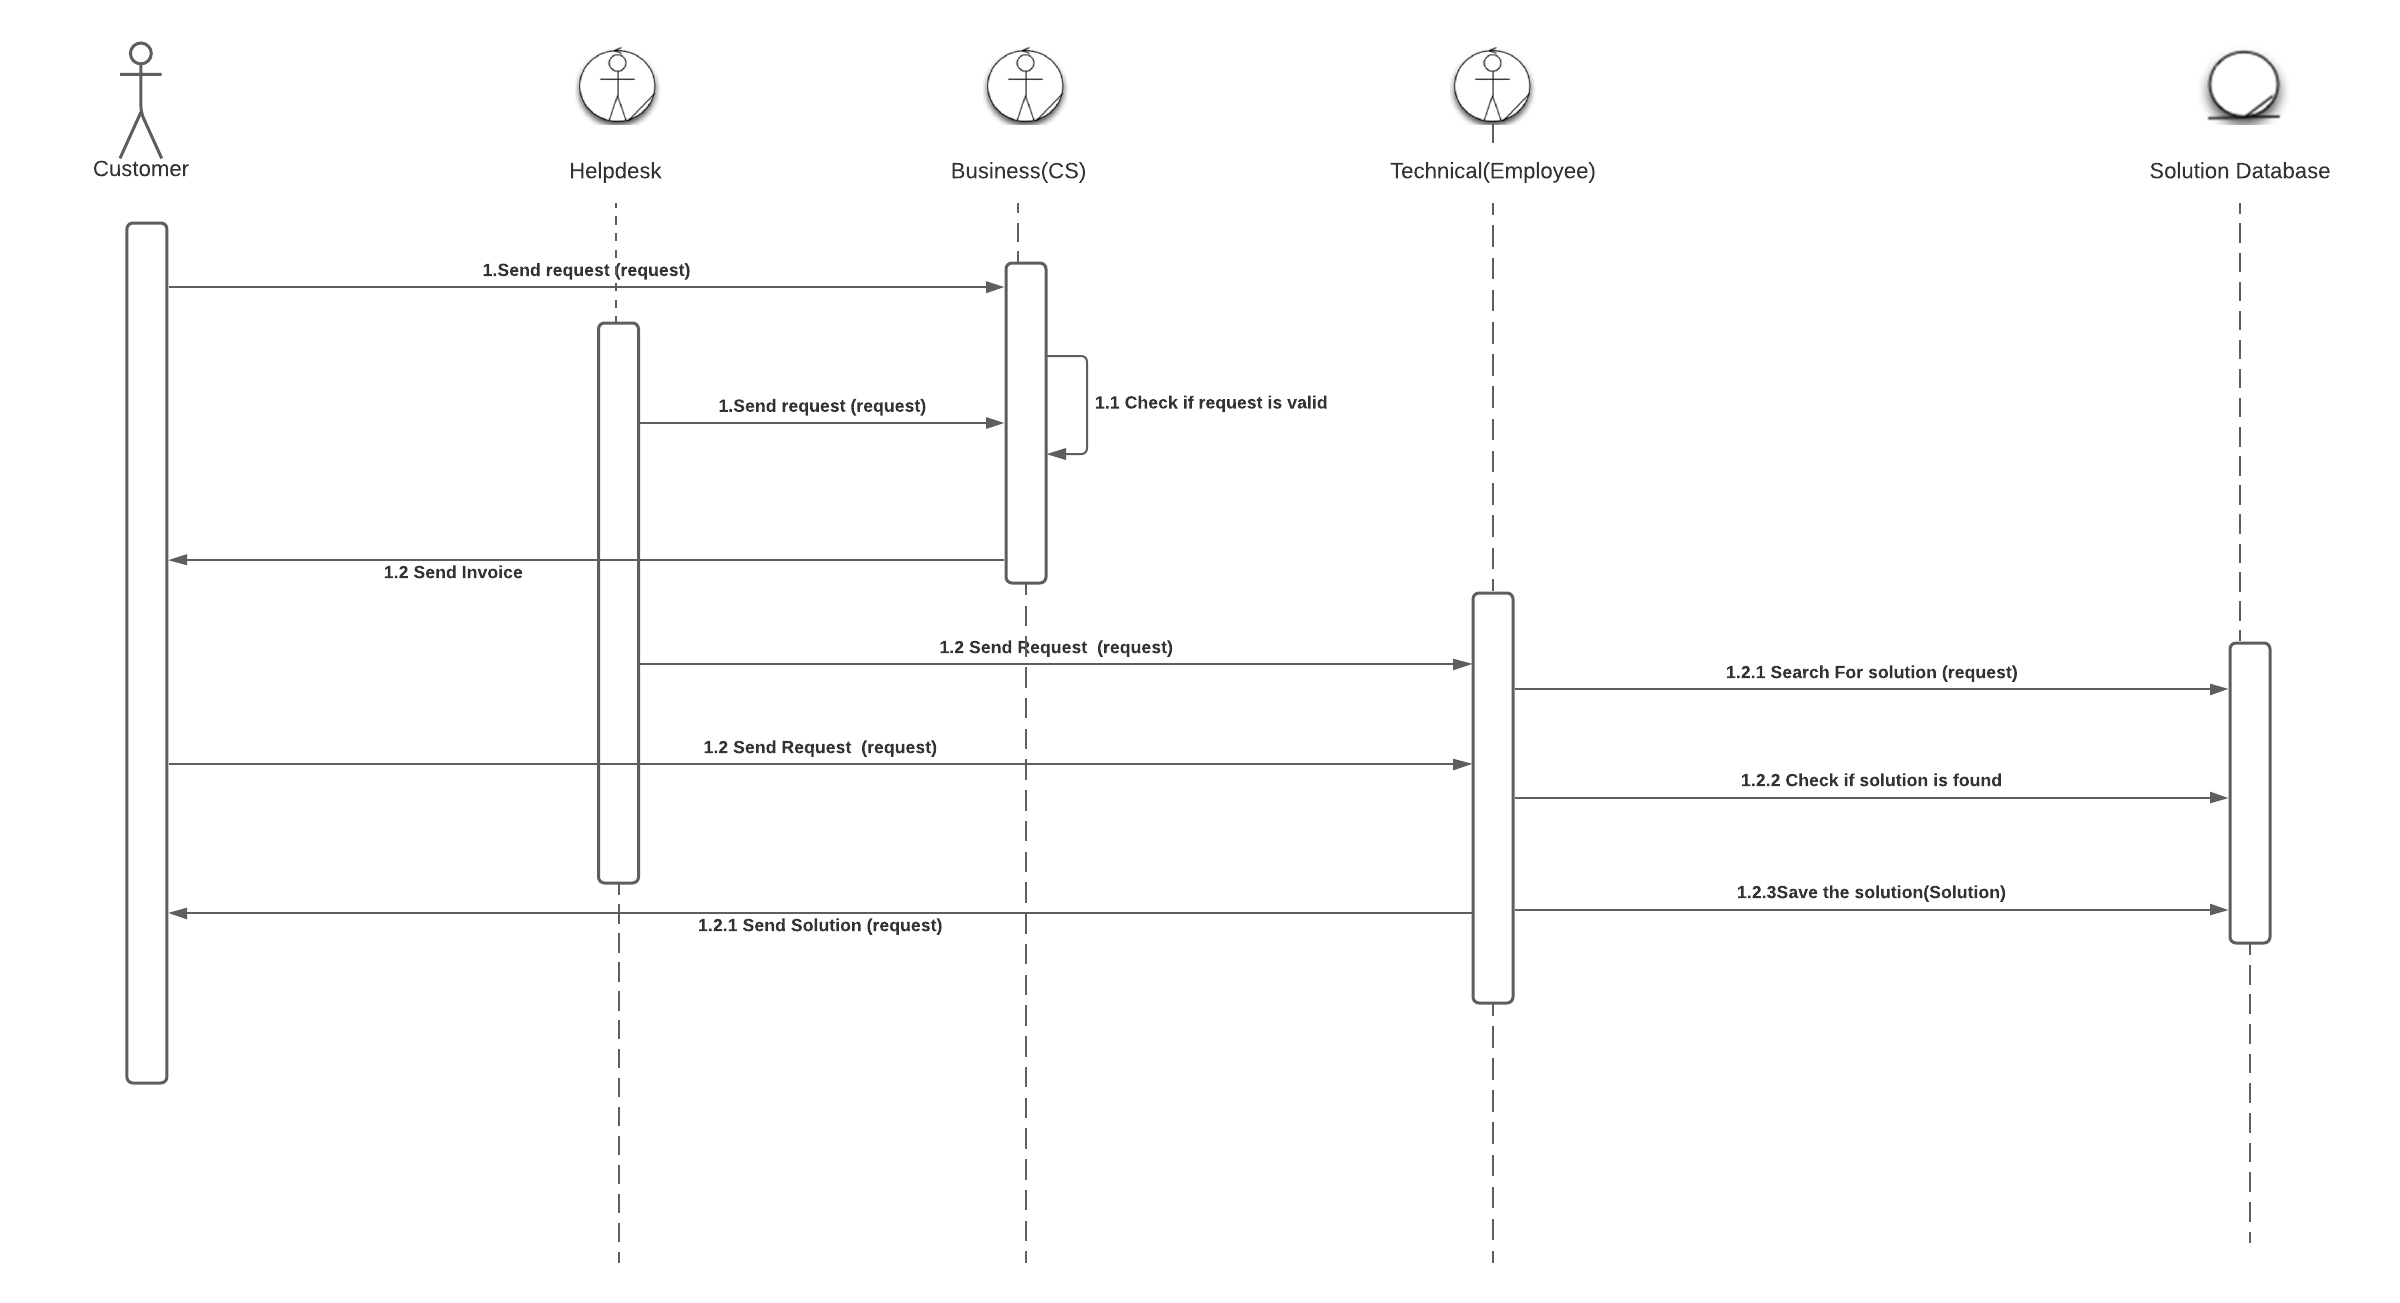 Customer
Helpdesk
Business(CS)
Technical(Employee)
Solution Database
1.Send request (request)
1.Send request (request)
1.1 Check if request is valid
1.2 Send Invoice
1.2 Send Request  (request)
1.2.1 Search For solution (request)
1.2 Send Request  (request)
1.2.2 Check if solution is found
1.2.3Save the solution(Solution)
1.2.1 Send Solution (request)